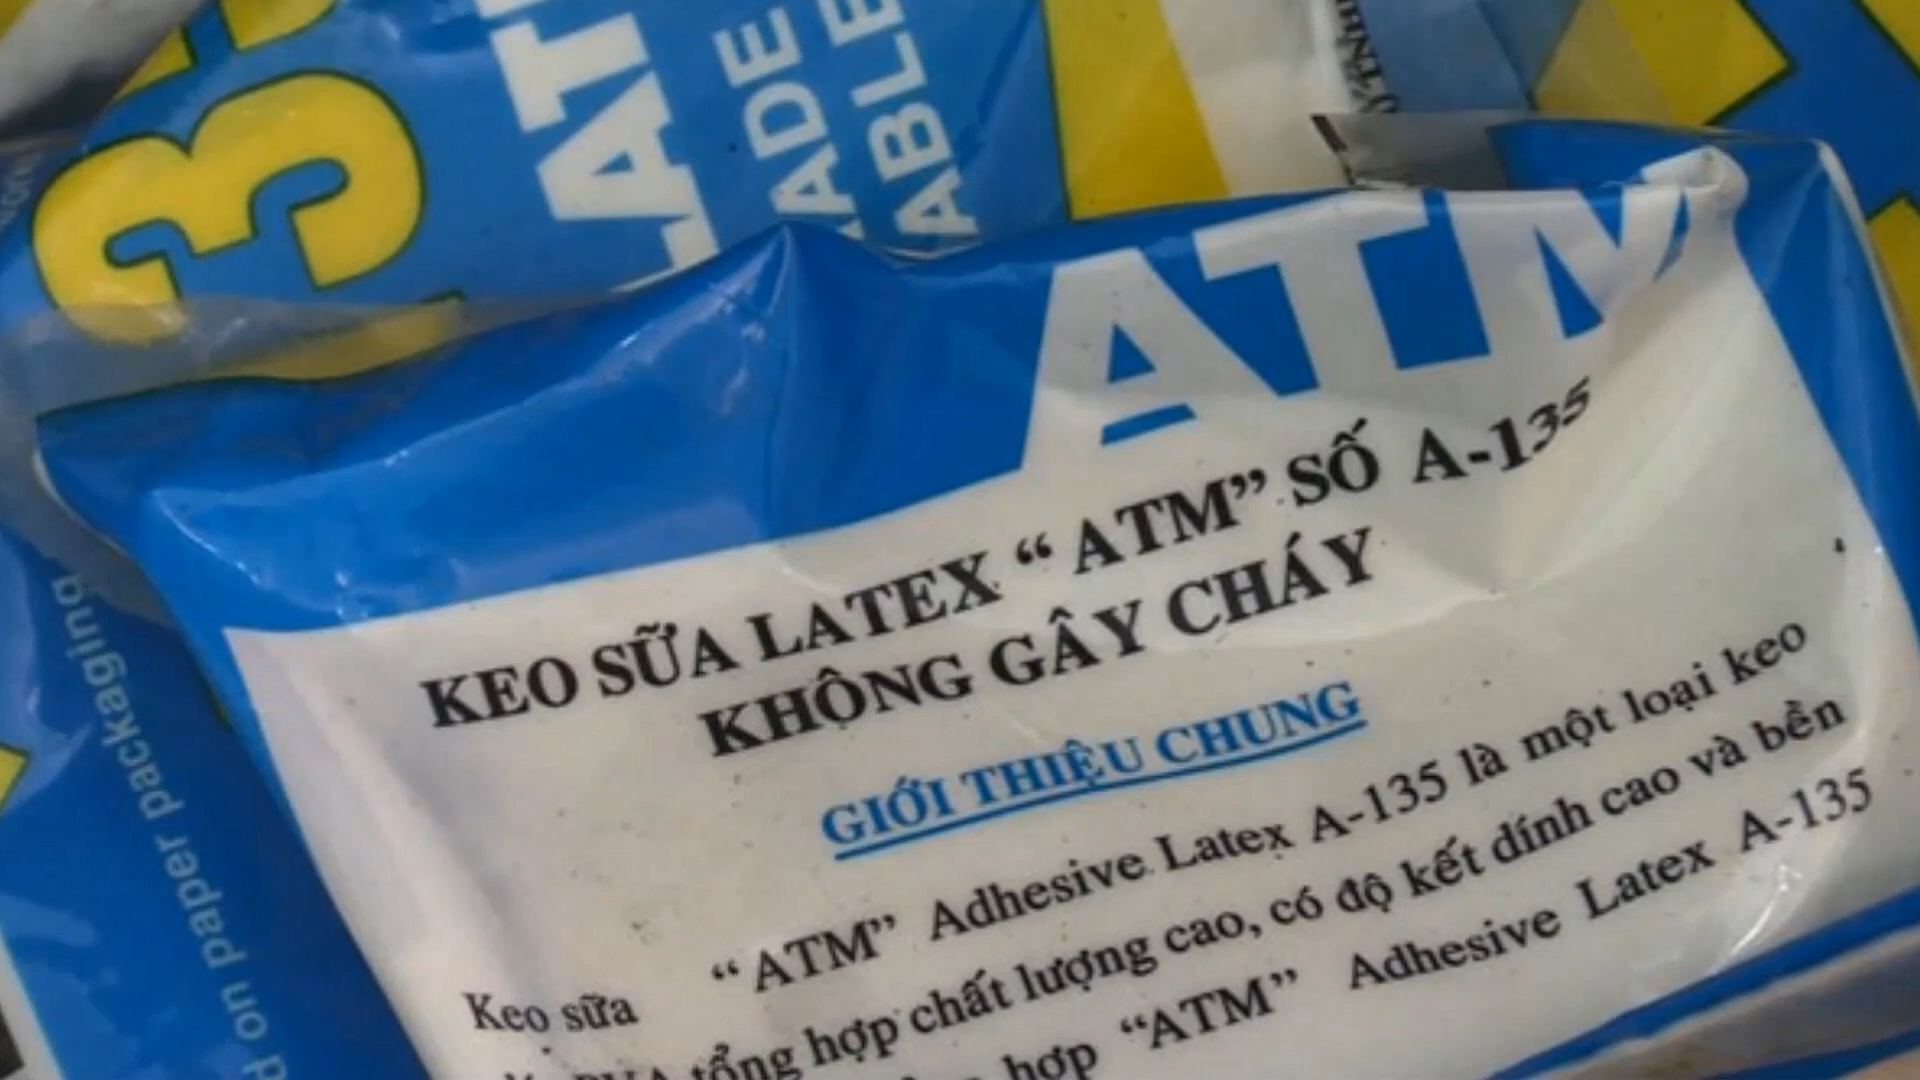 ATM
KEO SỮA LATEX “ATM” SỐ A-135
KHÔNG GÂY CHÁY
GIỚI THIỆU CHUNG
Keo sữa “ATM” Adhesive Latex A-135 là một loại keo
tổng hợp chất lượng cao, có độ kết dính cao và bền
hợp “ATM” Adhesive Latex A-135
on paper packaging
3
ADE
ABLE